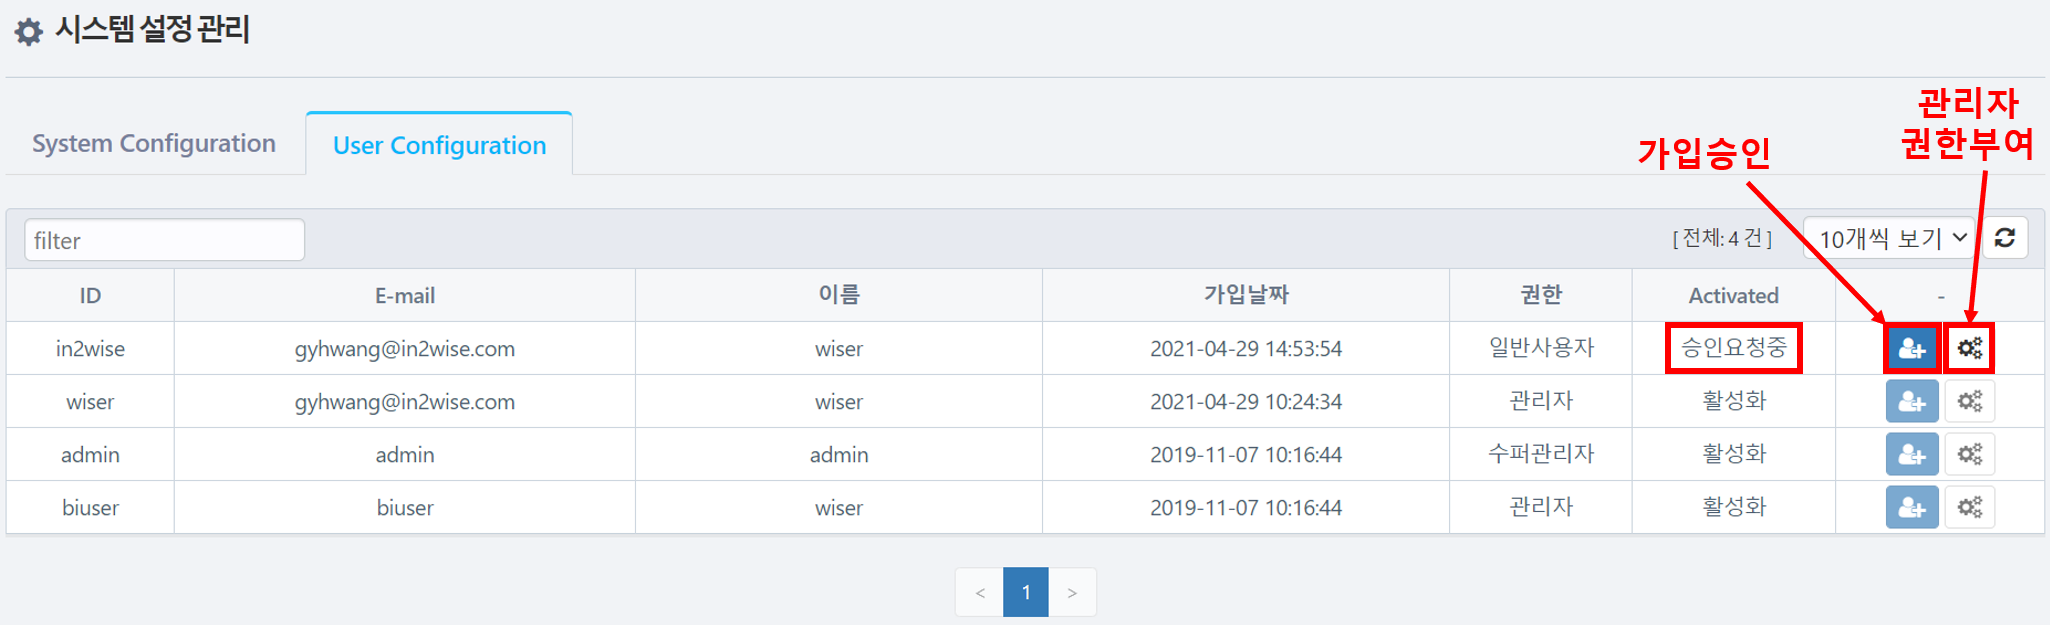 시스템 설정 관리
관리자
권한부여
가입승인
System Configuration
User Configuration
filter
[ 전체: 4 건 ]
10개씩 보기
ID E-mail 이름 가입날짜 권한 Activated -
in2wise gyhwang@in2wise.com wiser 2021-04-29 14:53:54 일반사용자 승인요청중
wiser gyhwang@in2wise.com wiser 2021-04-29 10:24:34 관리자 활성화
admin admin admin 2019-11-07 10:16:44 수퍼관리자 활성화
biuser biuser wiser 2019-11-07 10:16:44 관리자 활성화
< 1 >